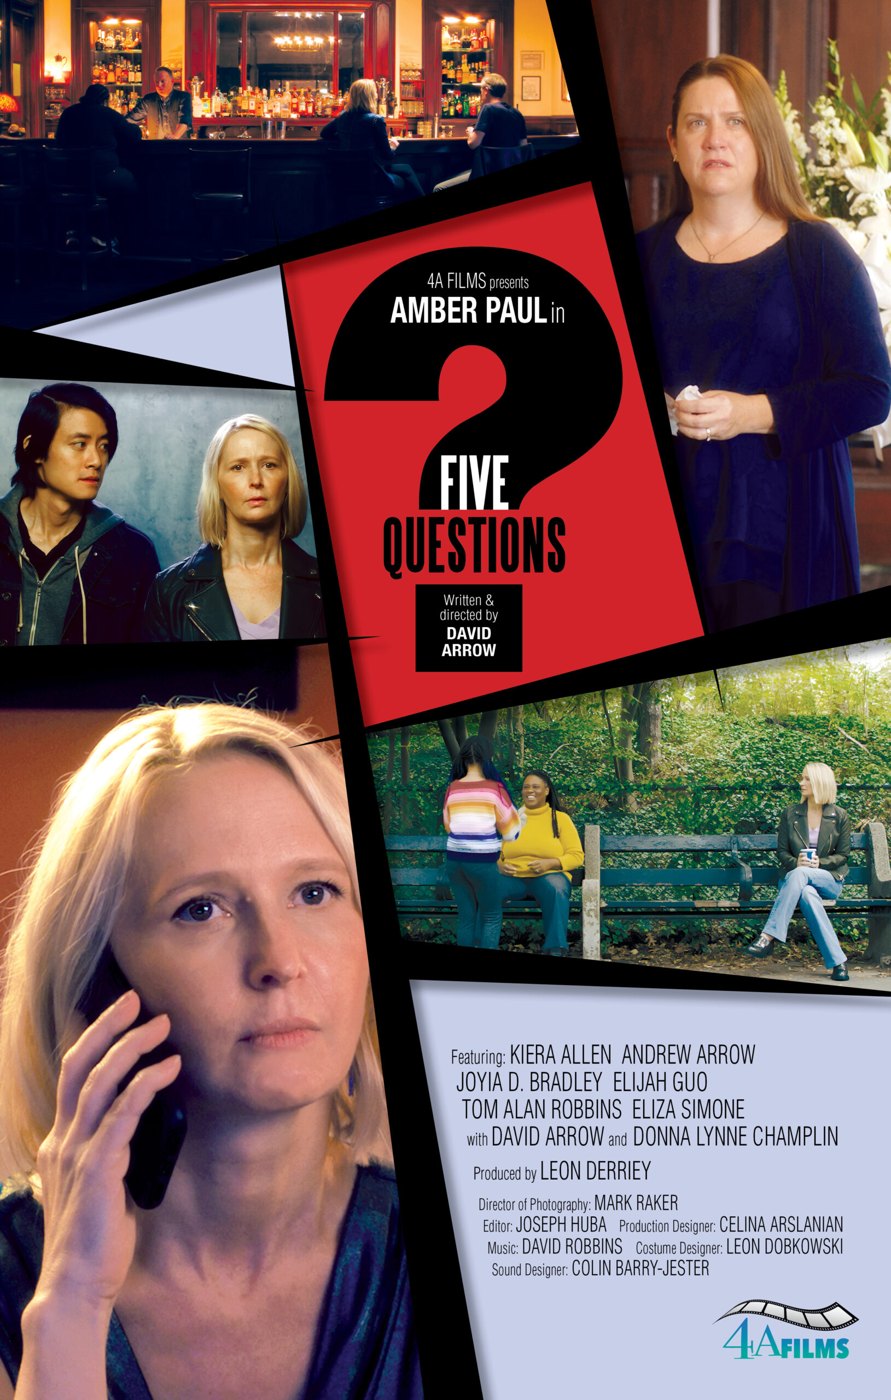 4A FILMS presents
AMBER PAUL in
FIVE
QUESTIONS
Written &
directed by
DAVID
ARROW
Featuring: KIERA ALLEN ANDREW ARROW
JOYIA D. BRADLEY ELIJAH GUO
TOM ALAN ROBBINS ELIZA SIMONE
with DAVID ARROW and DONNA LYNNE CHAMPLIN
Produced by LEON DERRIEY
Director of Photography: MARK RAKER
Editor: JOSEPH HUBA Production Designer: CELINA ARSLANIAN
Music: DAVID ROBBINS Costume Designer: LEON DOBKOWSKI
Sound Designer: COLIN BARRY-JESTER
4A FILMS